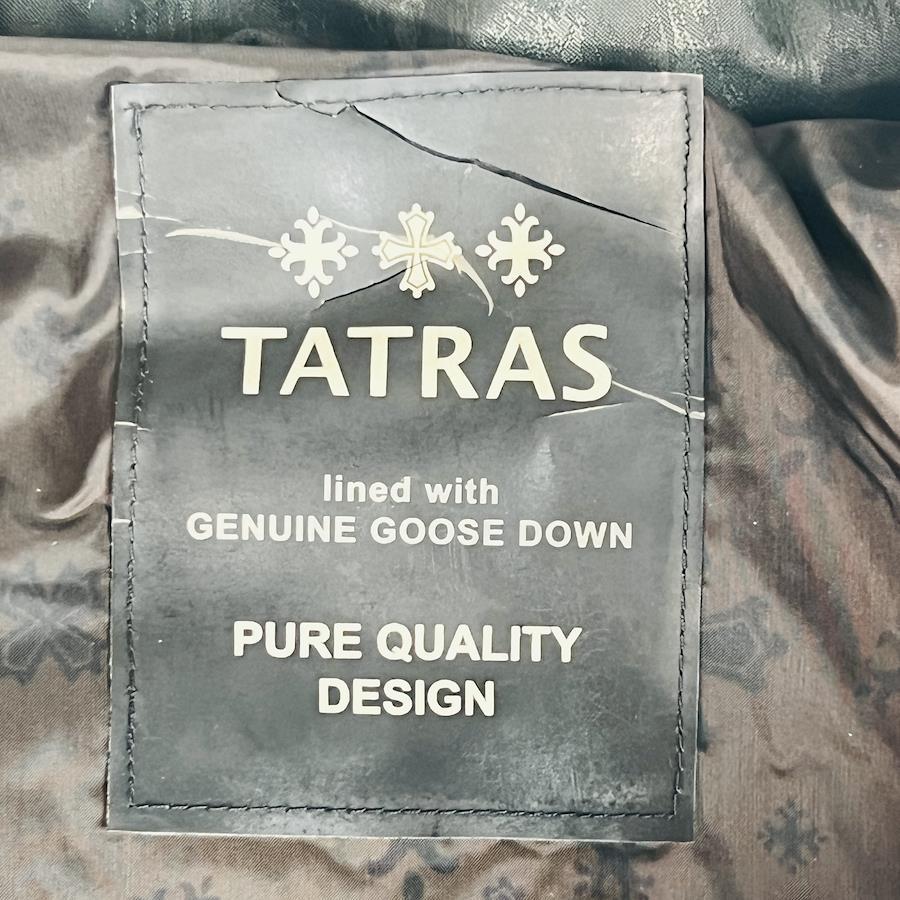 TATRAS
lined with
GENUINE GOOSE DOWN
PURE QUALITY
DESIGN